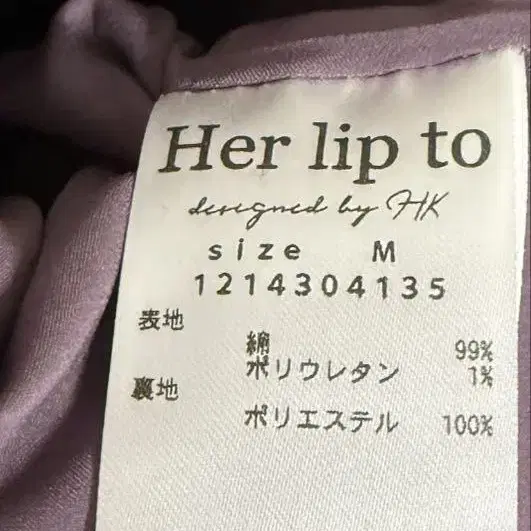 Her lip to
designed by HK
size M
1214304135
表地
綿 99%
ポリウレタン 1%
裏地
ポリエステル 100%